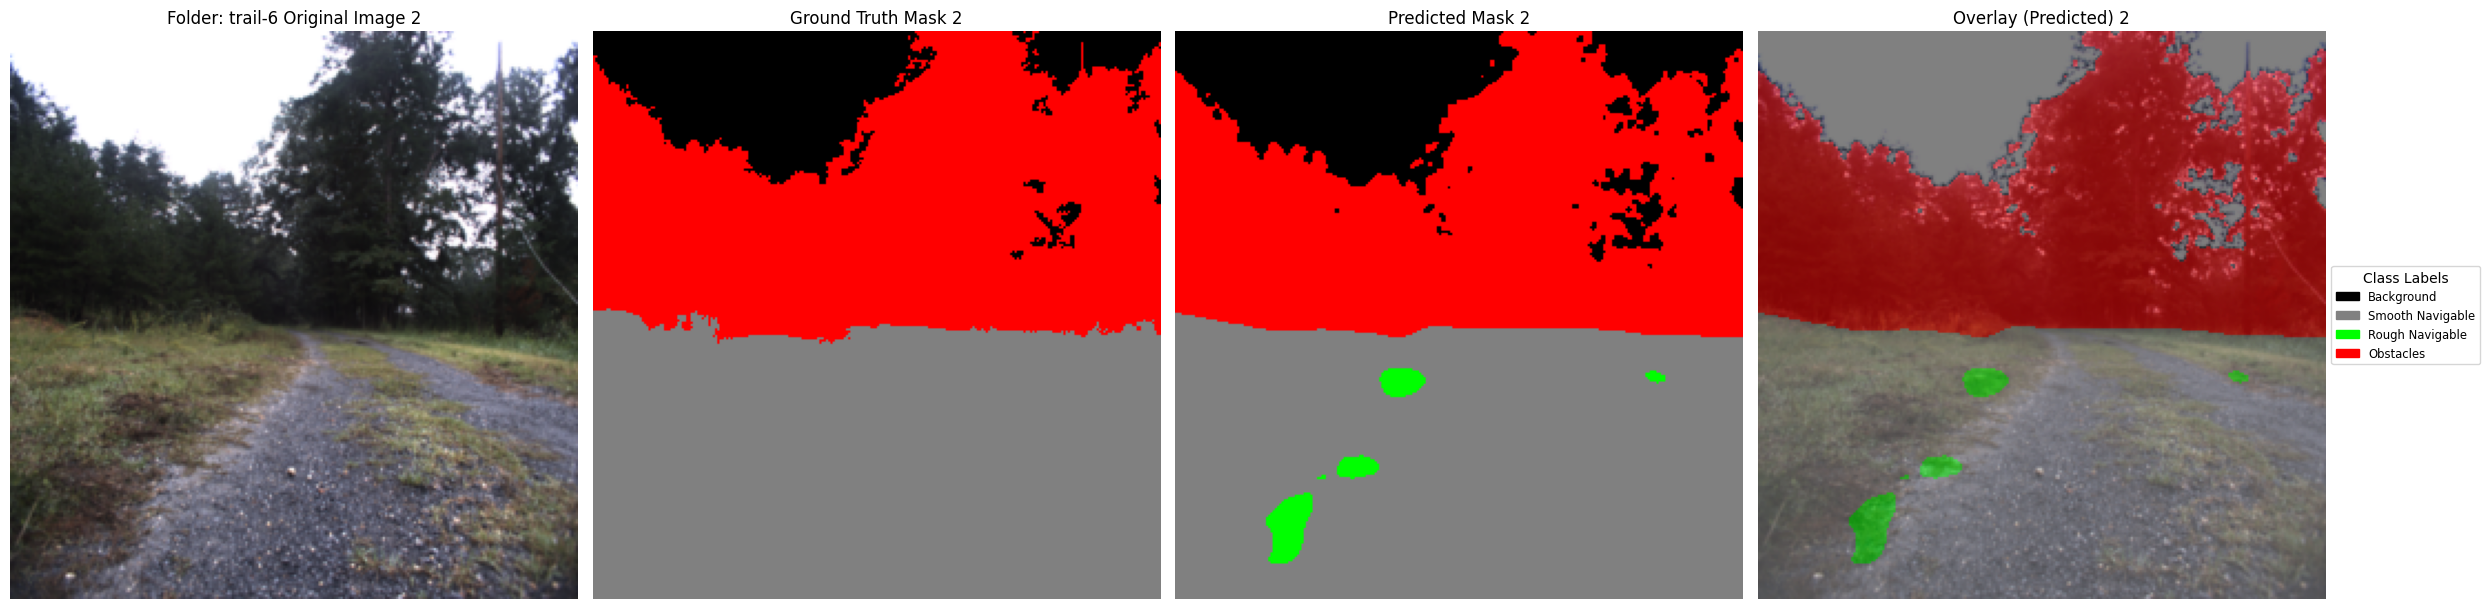 Folder: trail-6 Original Image 2
Ground Truth Mask 2
Predicted Mask 2
Overlay (Predicted) 2
Class Labels
Background
Smooth Navigable
Rough Navigable
Obstacles